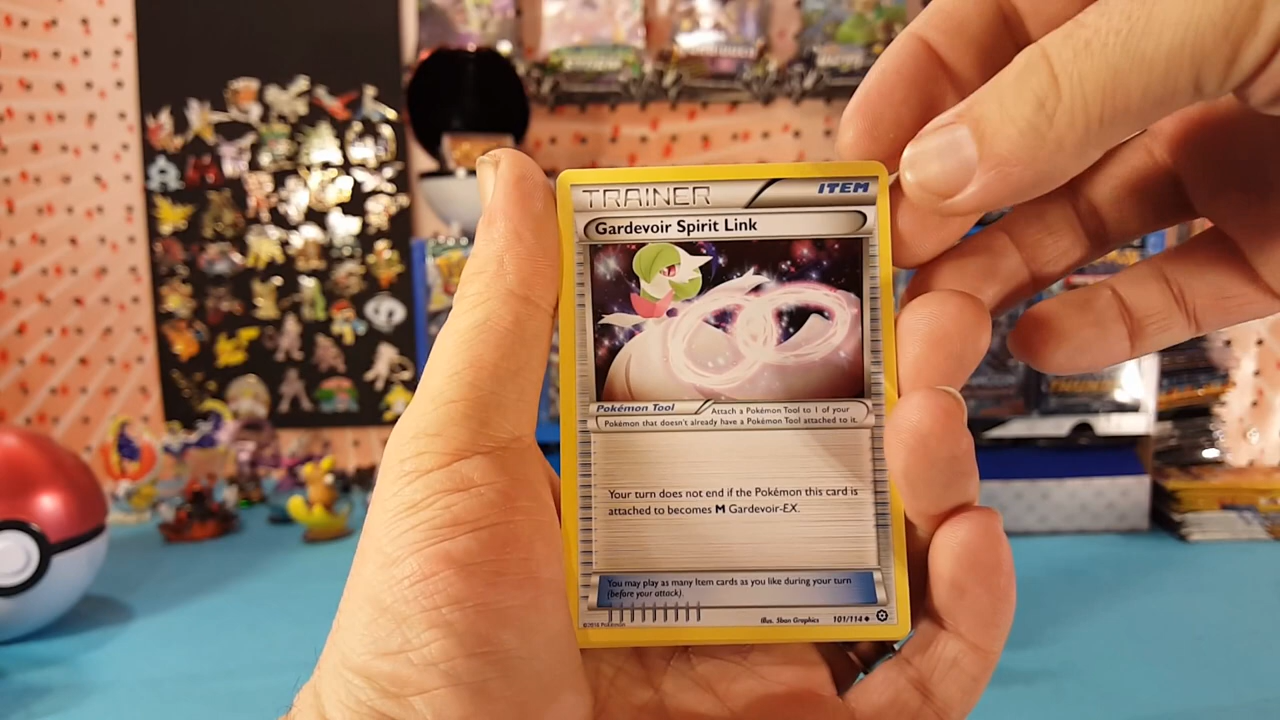 TRAINER
ITEM
Gardevoir Spirit Link
Pokémon Tool
Attach a Pokémon Tool to 1 of your
Pokémon that doesn't already have a Pokémon Tool attached to it.
Your turn does not end if the Pokémon this card is
attached to becomes M Gardevoir-EX.
You may play as many Item cards as you like during your turn
(before your attack).
©2016 Pokémon
Illus. 5ban Graphics
101/114